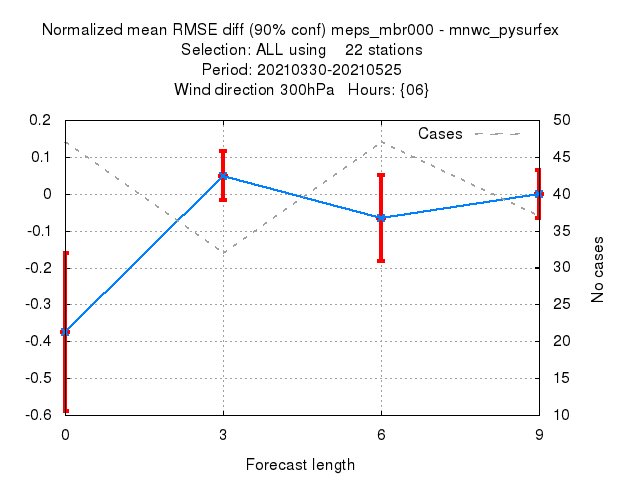 Normalized mean RMSE diff (90% conf) meps_mbr000 - mnwc_pysurfex
Selection: ALL using    22 stations
Period: 20210330-20210525
Wind direction 300hPa   Hours: {06}
Cases
0.2
0.1
0
-0.1
-0.2
-0.3
-0.4
-0.5
-0.6
50
45
40
35
30
25
20
15
10
No cases
0 3 6 9
Forecast length